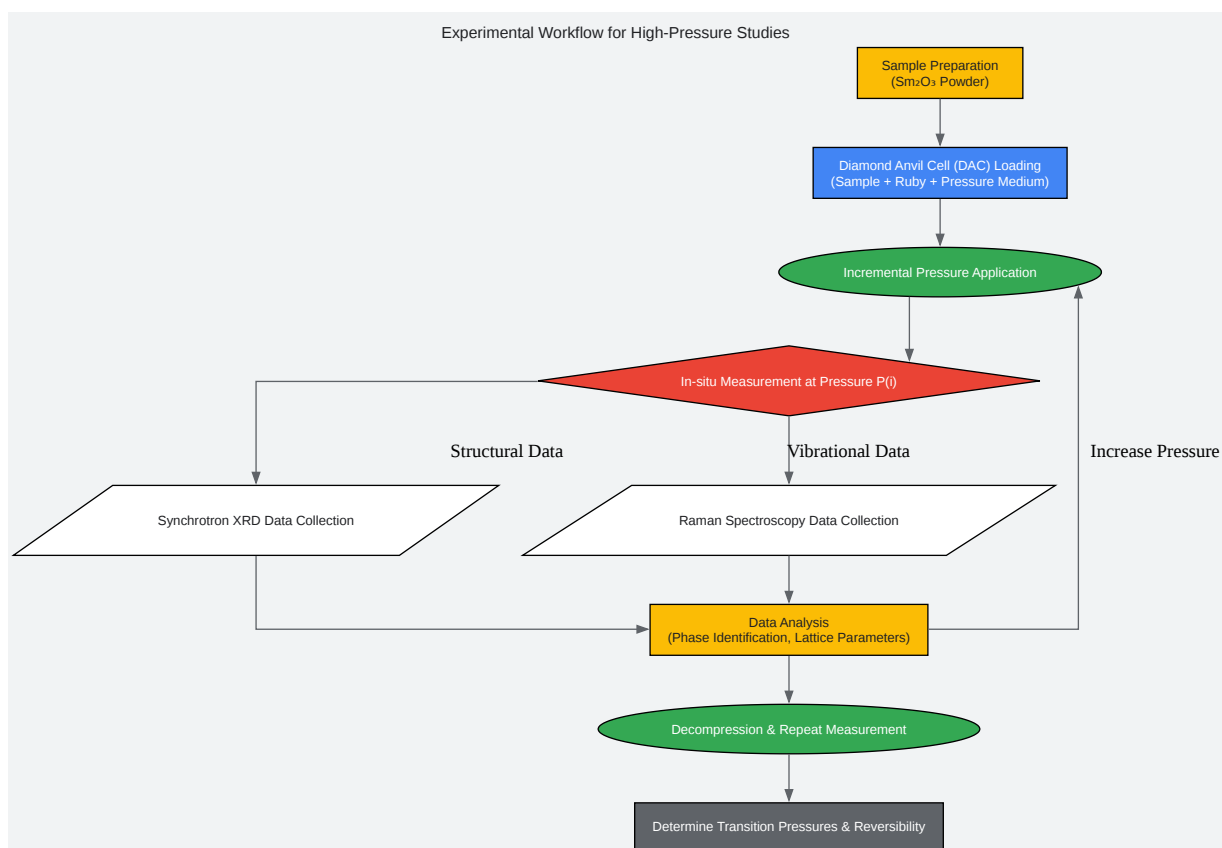 Experimental Workflow for High-Pressure Studies
Sample Preparation
(Sm₂O₃ Powder)
Diamond Anvil Cell (DAC) Loading
(Sample + Ruby + Pressure Medium)
Incremental Pressure Application
In-situ Measurement at Pressure P(i)
Structural Data
Vibrational Data
Increase Pressure
Synchrotron XRD Data Collection
Raman Spectroscopy Data Collection
Data Analysis
(Phase Identification, Lattice Parameters)
Decompression & Repeat Measurement
Determine Transition Pressures & Reversibility